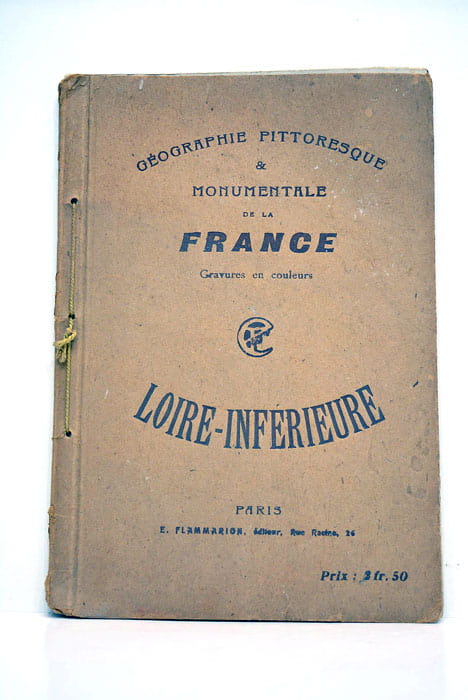 GÉOGRAPHIE PITTORESQUE
&
MONUMENTALE
DE LA
FRANCE
Gravures en couleurs
LOIRE-INFÉRIEURE
PARIS
E. FLAMMARION, éditeur, Rue Racine, 26
Prix : fr. 50